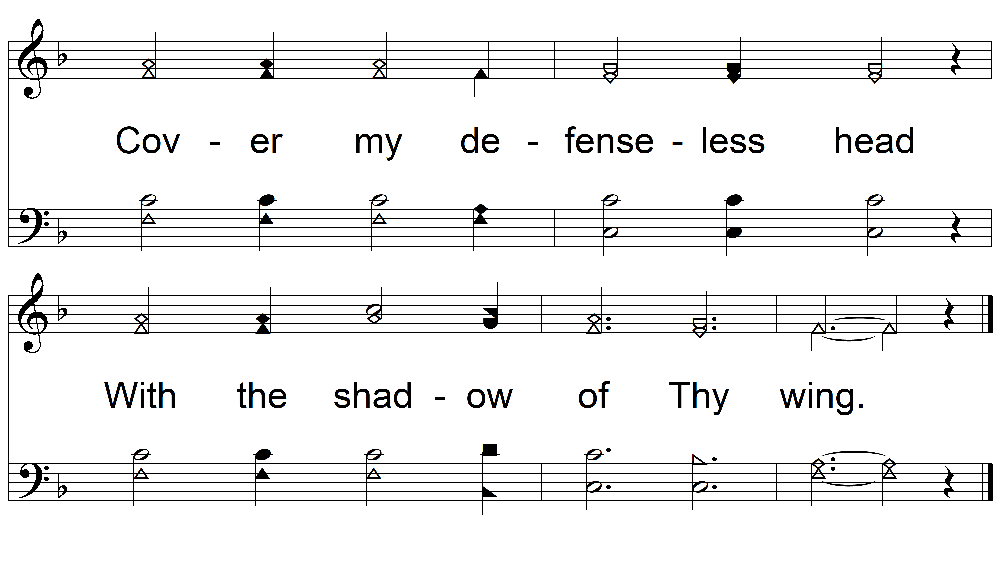 Cov - er my de - fense - less head
With the shad - ow of Thy wing.